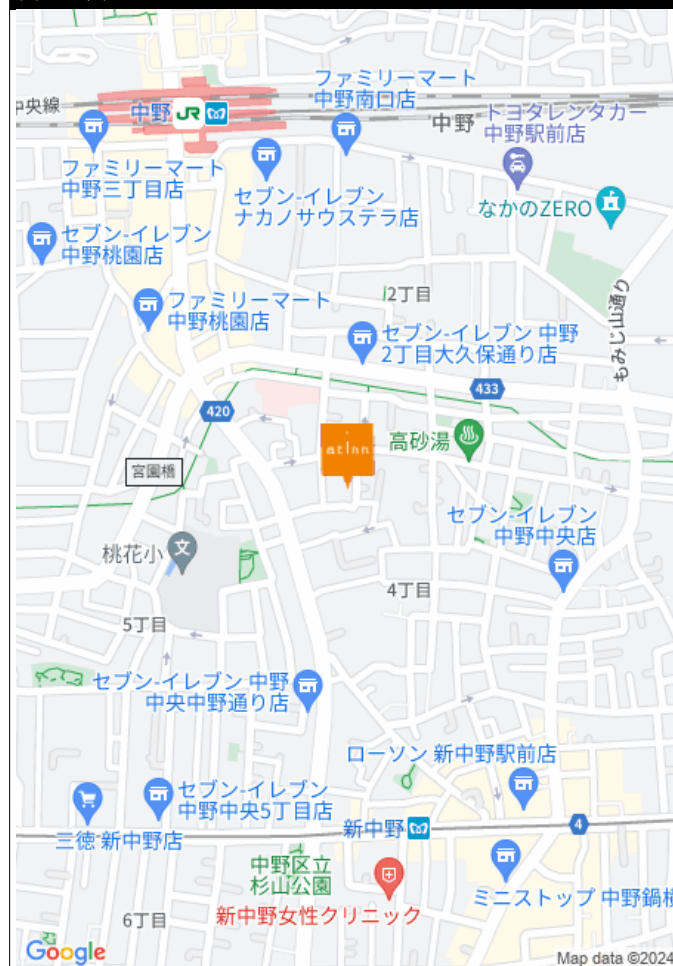 中央線
中野 JR
ファミリーマート
中野南口店
中野
トヨタレンタカー
中野駅前店
ファミリーマート
中野三丁目店
セブン-イレブン
ナカノサウステラ店
なかのZERO
セブン-イレブン
中野桃園店
2丁目
もみじ山通り
ファミリーマート
中野桃園店
セブン-イレブン 中野
2丁目大久保通り店
433
420
at Inn
高砂湯
宮園橋
セブン-イレブン
中野中央店
桃花小
文
4丁目
5丁目
セブン-イレブン 中野
中央中野通り店
ローソン 新中野駅前店
セブン-イレブン
中野中央5丁目店
三徳 新中野店
新中野
4
中野区立
杉山公園
ミニストップ 中野鍋横
新中野女性クリニック
6丁目
Google
Map data ©2024